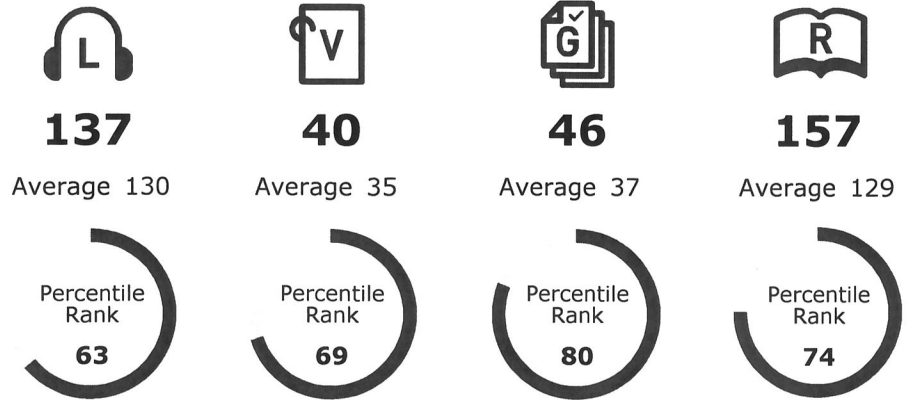 L
V
G
R
137
40
46
157
Average 130
Average 35
Average 37
Average 129
Percentile
Rank
63
Percentile
Rank
69
Percentile
Rank
80
Percentile
Rank
74